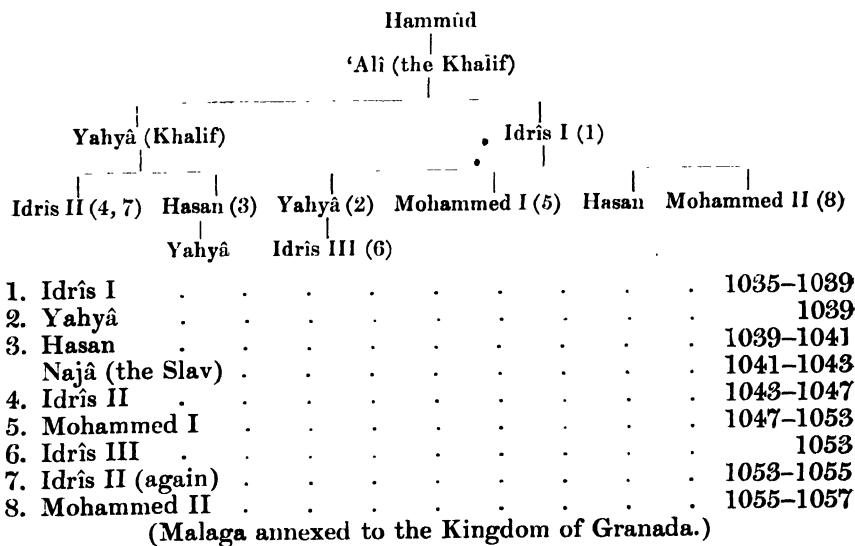 Hammûd
‘Alî (the Khalif)
Yahyâ (Khalif) Idrîs I (1)
Idrîs II (4, 7) Hasan (3) Yahyâ (2) Mohammed I (5) Hasan Mohammed II (8)
Yahyâ Idrîs III (6)
1. Idrîs I . . . . . . . . . 1035–1039
2. Yahyâ . . . . . . . . . 1039
3. Hasan . . . . . . . . . 1039–1041
Najâ (the Slav) . . . . . . . . 1041–1043
4. Idrîs II . . . . . . . . . 1043–1047
5. Mohammed I . . . . . . . . 1047–1053
6. Idrîs III . . . . . . . . . 1053
7. Idrîs II (again) . . . . . . . . 1053–1055
8. Mohammed II . . . . . . . . 1055–1057
(Malaga annexed to the Kingdom of Granada.)